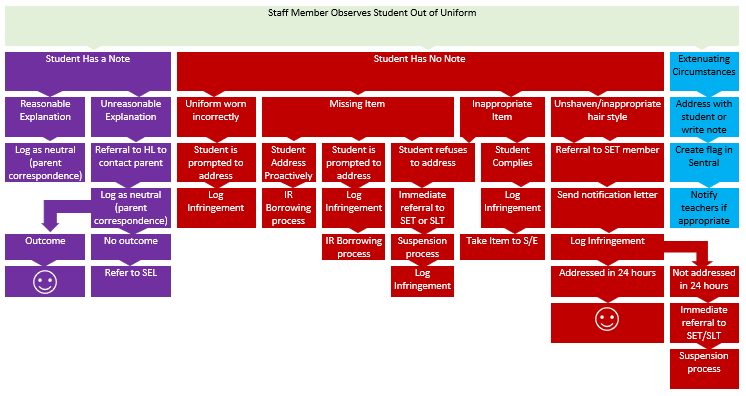 Staff Member Observes Student Out of Uniform
Student Has a Note
Student Has No Note
Extenuating
Circumstances
Reasonable
Explanation
Unreasonable
Explanation
Uniform worn
incorrectly
Missing Item
Inappropriate
Item
Unshaven/inappropriate
hair style
Address with
student or
write note
Log as neutral
(parent
correspondence)
Referral to HL to
contact parent
Student is
prompted to
address
Student
Address
Proactively
Student is
prompted to
address
Student refuses
to address
Student
Complies
Referral to SET member
Create flag in
Sentral
Log as neutral
(parent
correspondence)
Log
Infringement
IR
Borrowing
process
Log
Infringement
Immediate
referral to
SET or SLT
Log
Infringement
Send notification letter
Notify
teachers if
appropriate
Outcome
No outcome
IR Borrowing
process
Suspension
process
Take Item to S/E
Log Infringement
Refer to SEL
Log
Infringement
Addressed in 24 hours
Not addressed
in 24 hours
Immediate
referral to
SET/SLT
Suspension
process